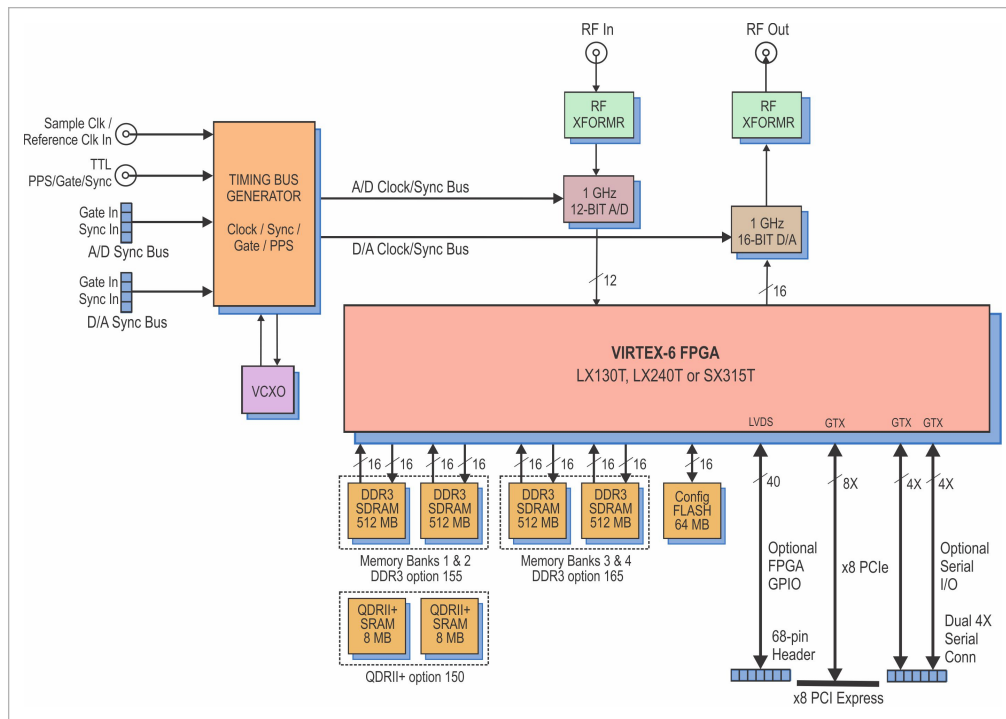 RF In
RF Out
Sample Clk /
Reference Clk In
TTL
PPS/Gate/Sync
Gate In
Sync In
A/D Sync Bus
Gate In
Sync In
D/A Sync Bus
TIMING BUS
GENERATOR
Clock / Sync /
Gate / PPS
VCXO
A/D Clock/Sync Bus
D/A Clock/Sync Bus
RF
XFORMR
RF
XFORMR
1 GHz
12-BIT A/D
1 GHz
16-BIT D/A
12
16
VIRTEX-6 FPGA
LX130T, LX240T or SX315T
LVDS
GTX
GTX
GTX
16
16
16
16
16
16
16
16
16
40
8X
4X
4X
DDR3
SDRAM
512 MB
DDR3
SDRAM
512 MB
DDR3
SDRAM
512 MB
DDR3
SDRAM
512 MB
Config
FLASH
64 MB
Memory Banks 1 & 2
DDR3 option 155
Memory Banks 3 & 4
DDR3 option 165
QDRII+
SRAM
8 MB
QDRII+
SRAM
8 MB
QDRII+ option 150
Optional
FPGA
GPIO
68-pin
Header
x8 PCIe
x8 PCI Express
Optional
Serial
I/O
Dual 4X
Serial
Conn